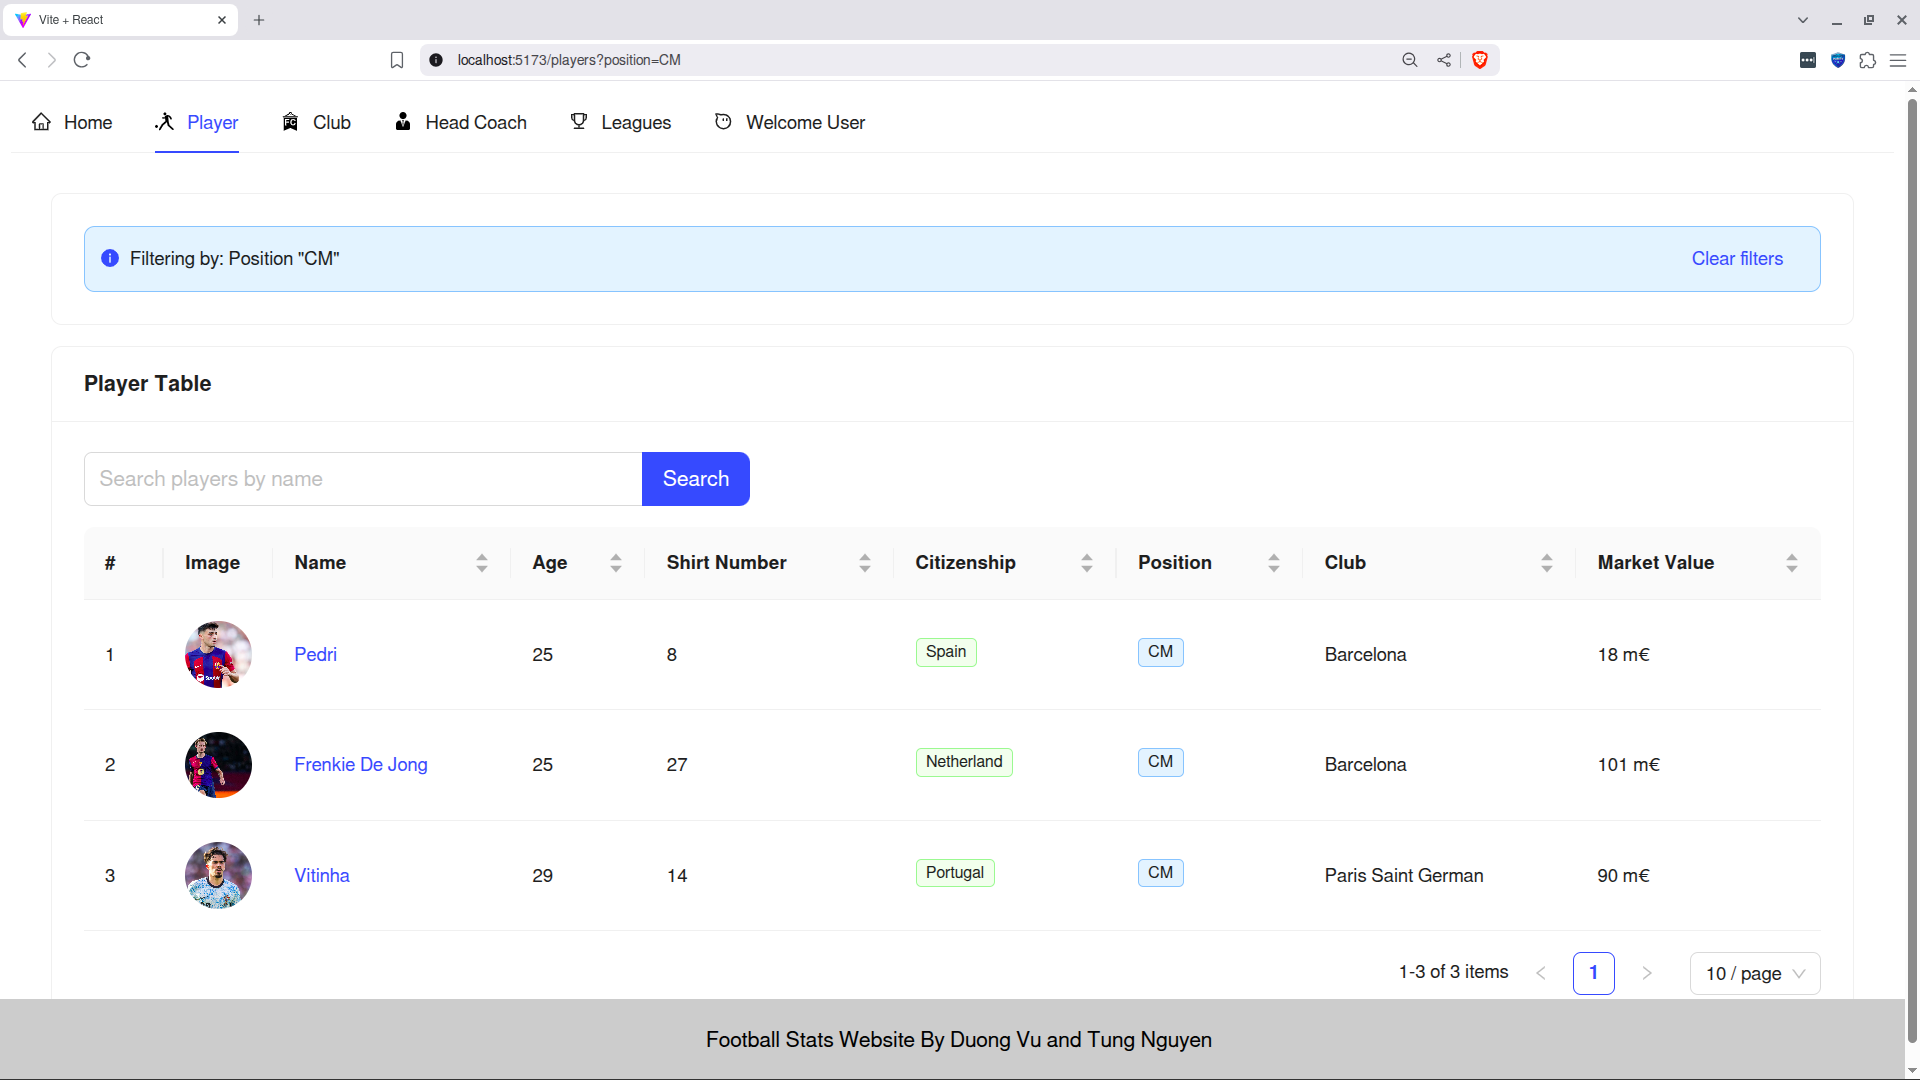 Vite + React
localhost:5173/players?position=CM
Home Player Club Head Coach Leagues Welcome User
Filtering by: Position "CM" Clear filters
Player Table
Search players by name Search
# Image Name Age Shirt Number Citizenship Position Club Market Value
1 Pedri 25 8 Spain CM Barcelona 18 m€
2 Frenkie De Jong 25 27 Netherland CM Barcelona 101 m€
3 Vitinha 29 14 Portugal CM Paris Saint German 90 m€
1-3 of 3 items 1 10 / page
Football Stats Website By Duong Vu and Tung Nguyen